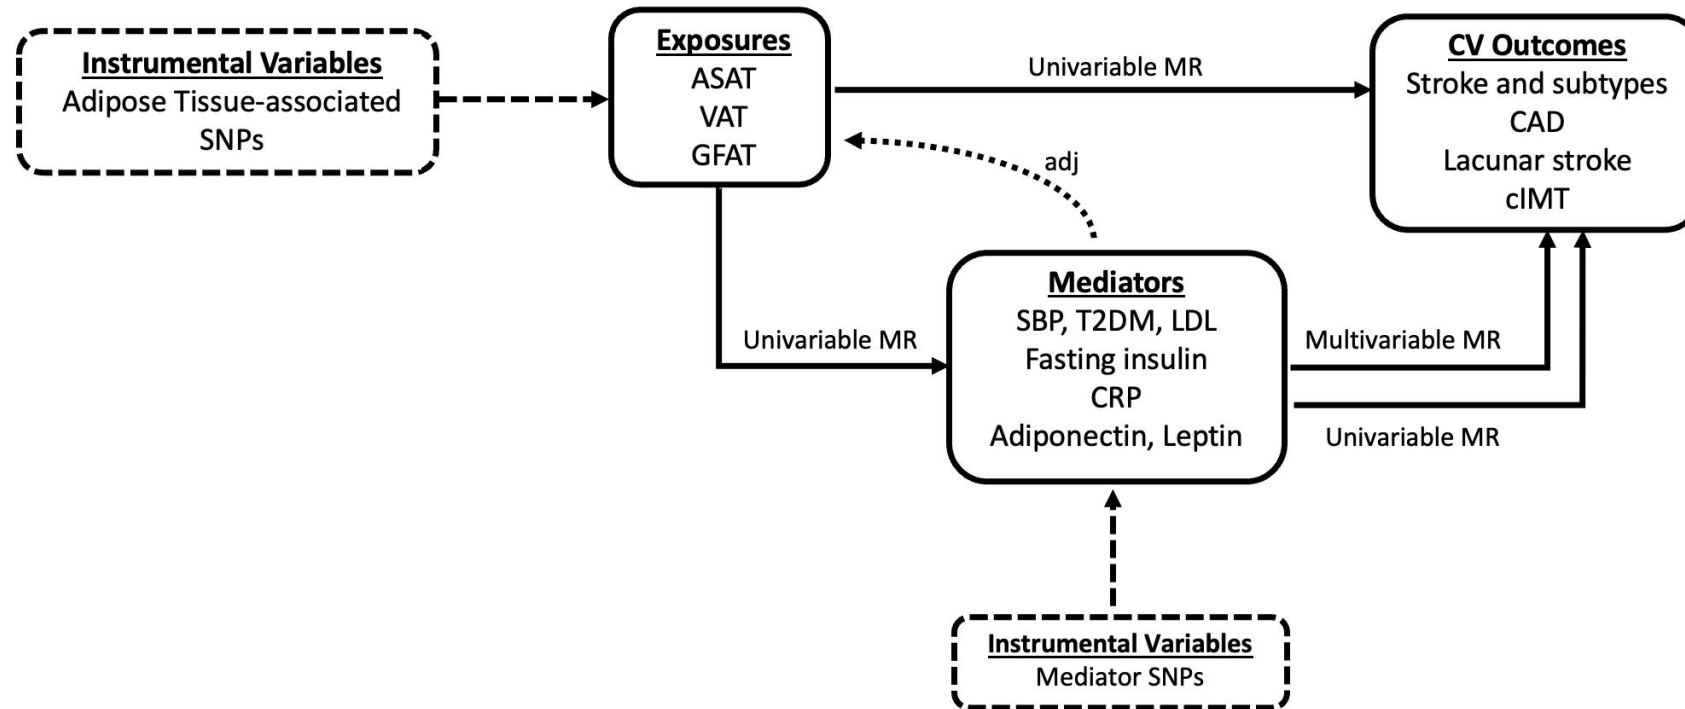 Instrumental Variables
Adipose Tissue-associated
SNPs
Exposures
ASAT
VAT
GFAT
Univariable MR
CV Outcomes
Stroke and subtypes
CAD
Lacunar stroke
cIMT
adj
Univariable MR
Mediators
SBP, T2DM, LDL
Fasting insulin
CRP
Adiponectin, Leptin
Multivariable MR
Univariable MR
Instrumental Variables
Mediator SNPs